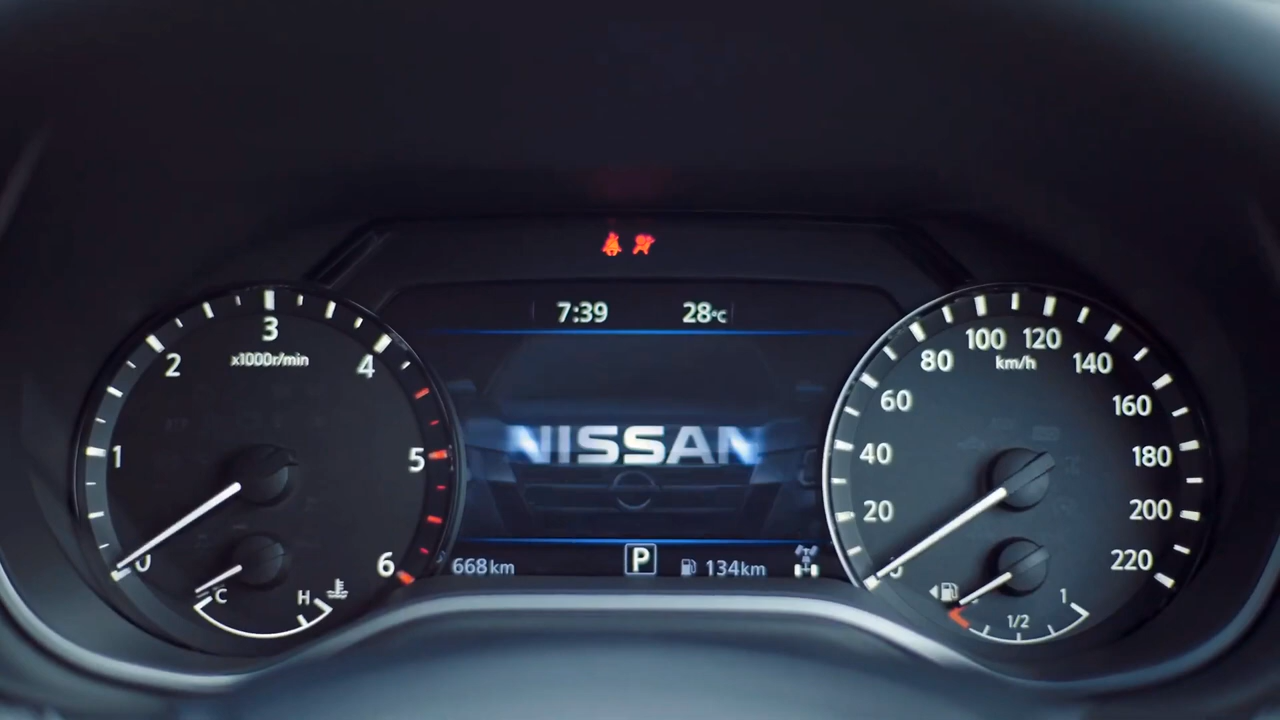 7:39 28°C
3
x1000r/min
2 4
1 5
0 6
C H
NISSAN
668km P 134km
100 120
km/h
80 140
60 160
40 180
20 200
220
1
1/2